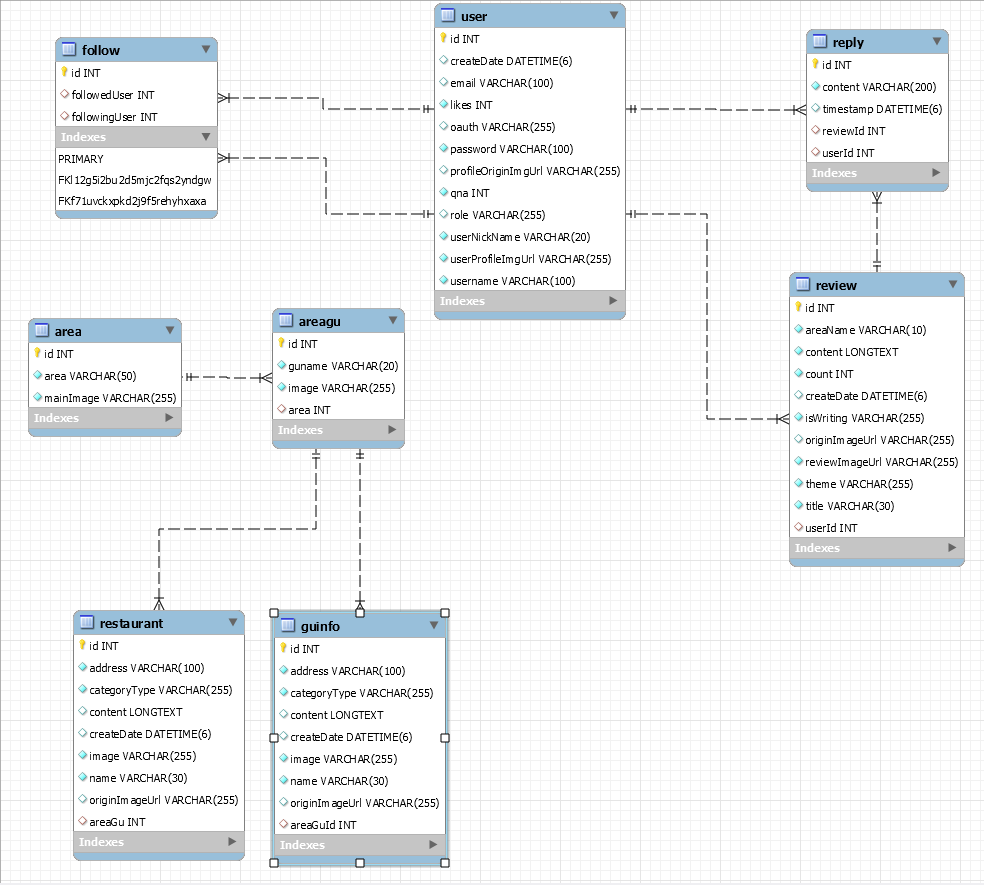 follow
id INT
followedUser INT
followingUser INT
Indexes
PRIMARY
FKl12g5i2bu2d5mjc2fqs2yndgw
FKf71uvckxpkd2j9f5rehyhxaxa
user
id INT
createDate DATETIME(6)
email VARCHAR(100)
likes INT
oauth VARCHAR(255)
password VARCHAR(100)
profileOriginImgUrl VARCHAR(255)
qna INT
role VARCHAR(255)
userNickName VARCHAR(20)
userProfileImgUrl VARCHAR(255)
username VARCHAR(100)
Indexes
reply
id INT
content VARCHAR(200)
timestamp DATETIME(6)
reviewId INT
userId INT
Indexes
area
id INT
area VARCHAR(50)
mainImage VARCHAR(255)
Indexes
areagu
id INT
guname VARCHAR(20)
image VARCHAR(255)
area INT
Indexes
review
id INT
areaName VARCHAR(10)
content LONGTEXT
count INT
createDate DATETIME(6)
isWriting VARCHAR(255)
originImageUrl VARCHAR(255)
reviewImageUrl VARCHAR(255)
theme VARCHAR(255)
title VARCHAR(30)
userId INT
Indexes
restaurant
id INT
address VARCHAR(100)
categoryType VARCHAR(255)
content LONGTEXT
createDate DATETIME(6)
image VARCHAR(255)
name VARCHAR(30)
originImageUrl VARCHAR(255)
areaGu INT
Indexes
guinfo
id INT
address VARCHAR(100)
categoryType VARCHAR(255)
content LONGTEXT
createDate DATETIME(6)
image VARCHAR(255)
name VARCHAR(30)
originImageUrl VARCHAR(255)
areaGuId INT
Indexes